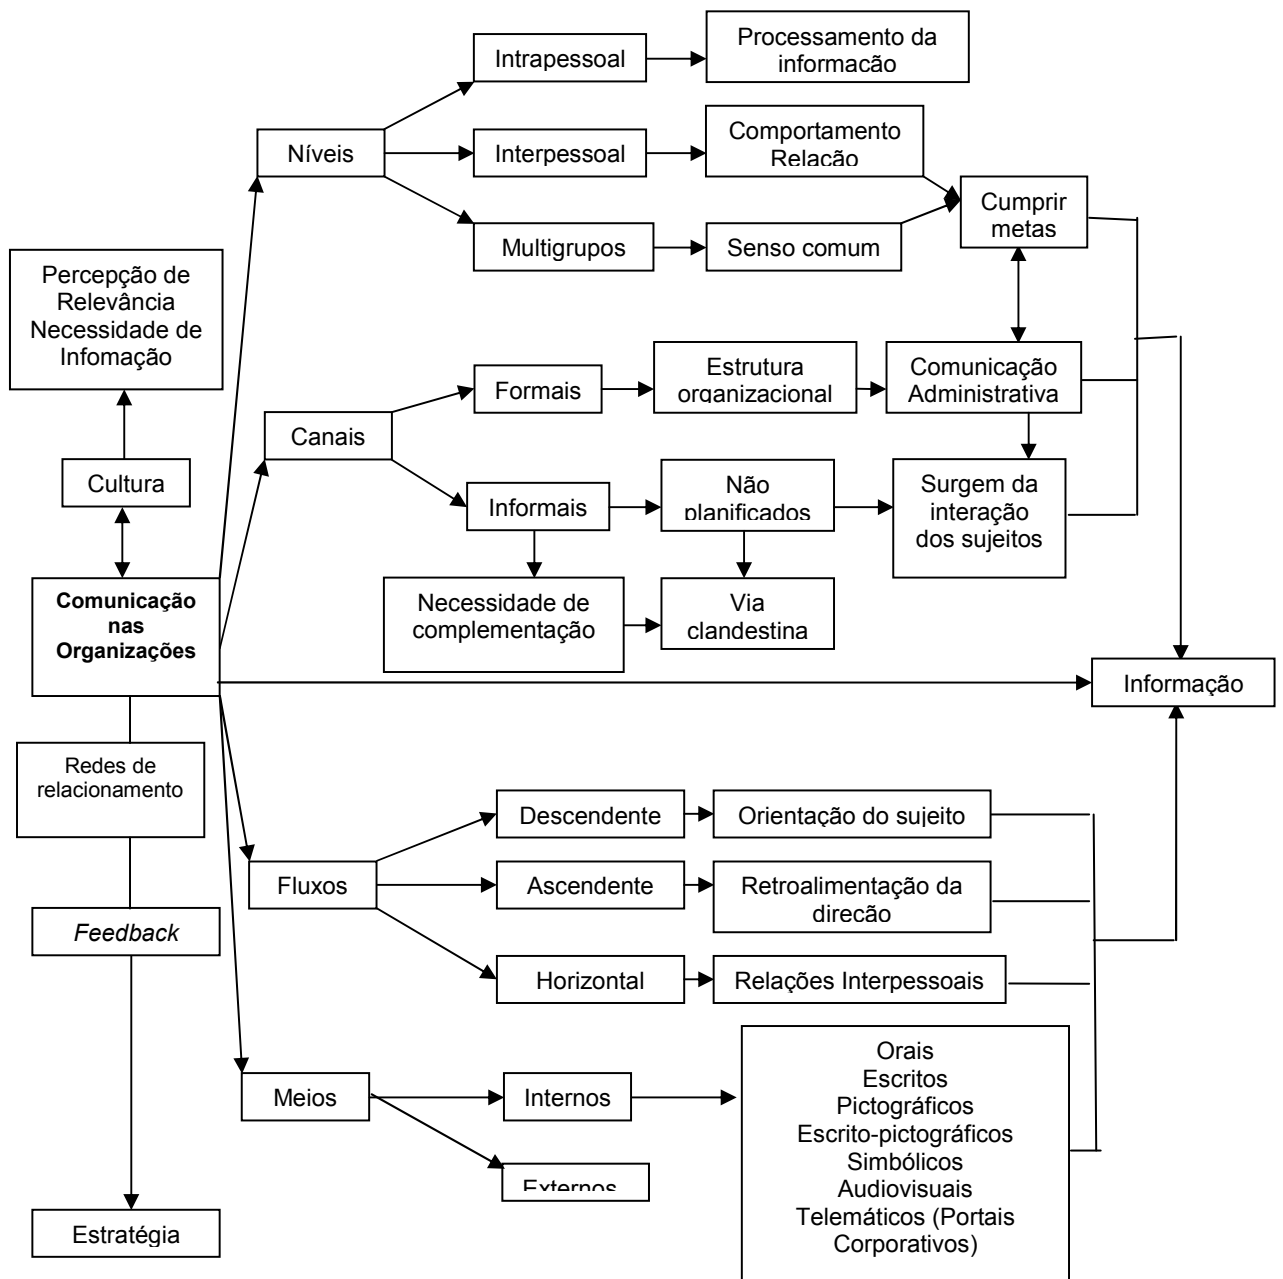 Intrapessoal
Processamento da
informacão
Níveis
Interpessoal
Comportamento
Relacão
Multigrupos
Senso comum
Cumprir
metas
Percepção de
Relevância
Necessidade de
Infomação
Cultura
Canais
Formais
Estrutura
organizacional
Comunicação
Administrativa
Informais
Não
planificados
Surgem da
interação
dos sujeitos
Necessidade de
complementação
Via
clandestina
Comunicação
nas
Organizações
Informação
Redes de
relacionamento
Feedback
Estratégia
Fluxos
Descendente
Orientação do sujeito
Ascendente
Retroalimentação da
direcão
Horizontal
Relações Interpessoais
Meios
Internos
Externos
Orais
Escritos
Pictográficos
Escrito-pictográficos
Simbólicos
Audiovisuais
Telemáticos (Portais
Corporativos)